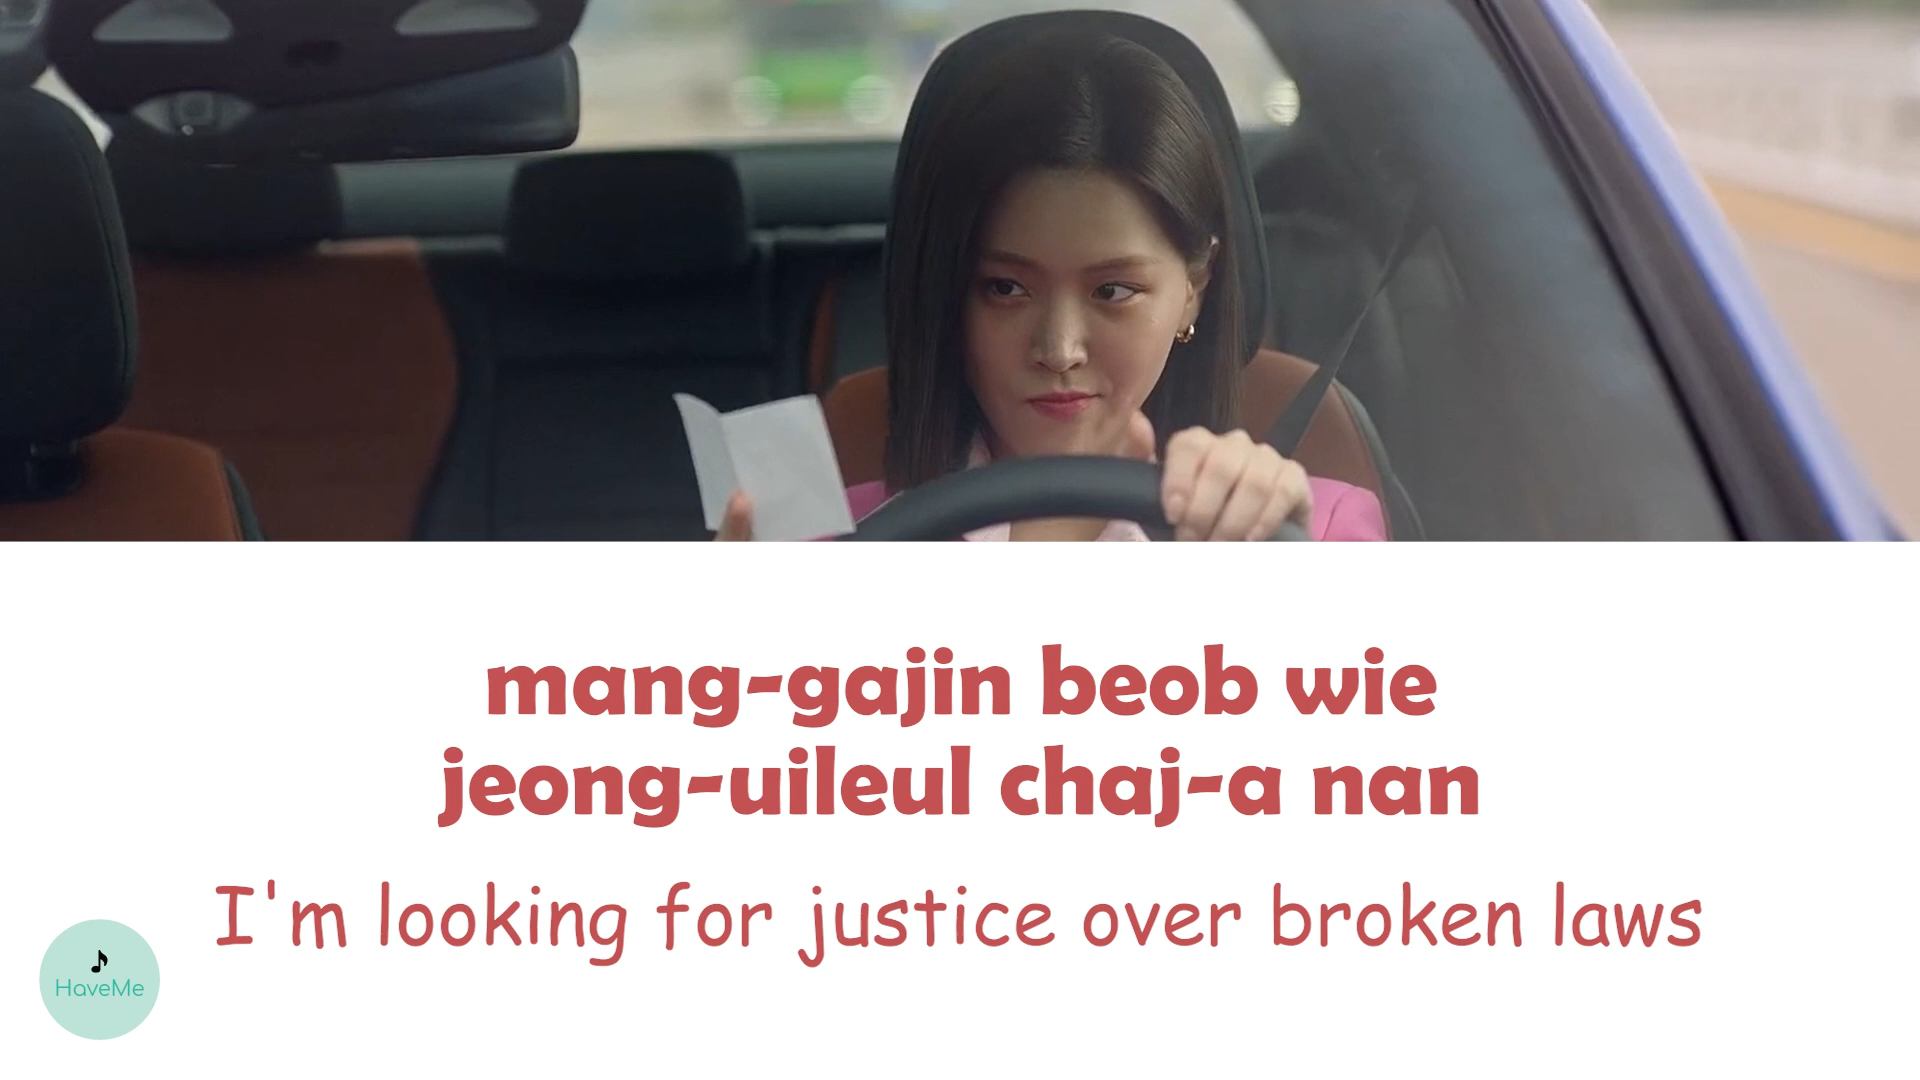 mang-gajin beob wie
jeong-uileul chaj-a nan
I'm looking for justice over broken laws
HaveMe